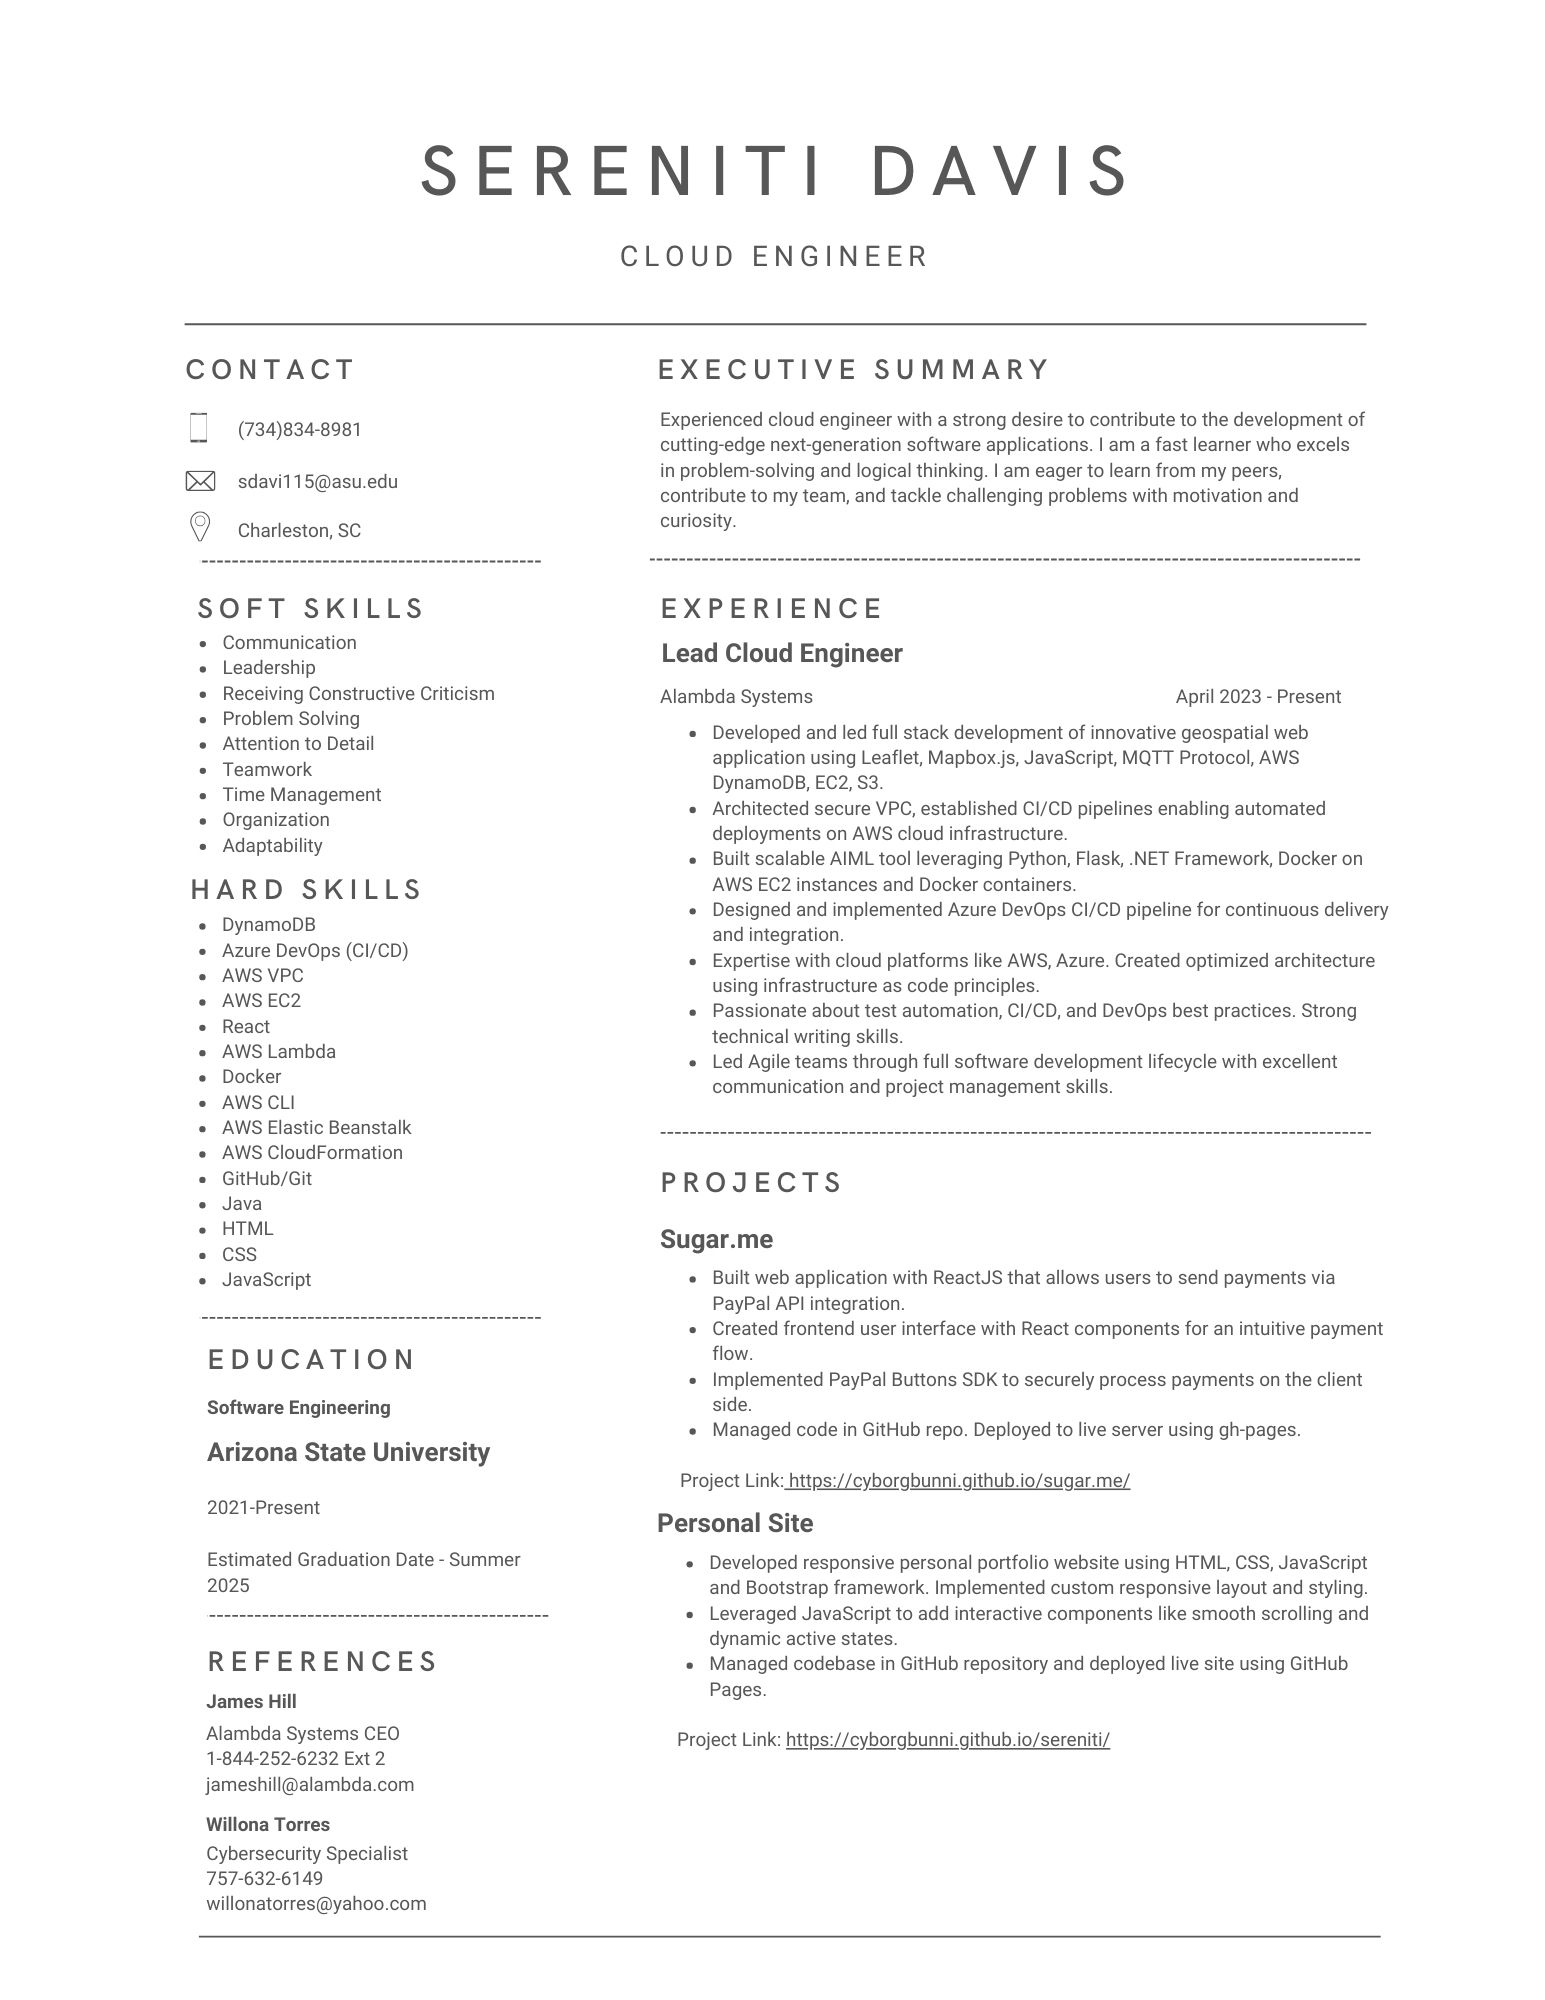 SERENITI DAVIS
CLOUD ENGINEER
CONTACT
(734)834-8981
sdavi115@asu.edu
Charleston, SC
SOFT SKILLS
Communication
Leadership
Receiving Constructive Criticism
Problem Solving
Attention to Detail
Teamwork
Time Management
Organization
Adaptability
HARD SKILLS
DynamoDB
Azure DevOps (CI/CD)
AWS VPC
AWS EC2
React
AWS Lambda
Docker
AWS CLI
AWS Elastic Beanstalk
AWS CloudFormation
GitHub/Git
Java
HTML
CSS
JavaScript
EDUCATION
Software Engineering
Arizona State University
2021-Present
Estimated Graduation Date - Summer
2025
REFERENCES
James Hill
Alambda Systems CEO
1-844-252-6232 Ext 2
jameshill@alambda.com
Willona Torres
Cybersecurity Specialist
757-632-6149
willonatorres@yahoo.com
EXECUTIVE SUMMARY
Experienced cloud engineer with a strong desire to contribute to the development of
cutting-edge next-generation software applications. I am a fast learner who excels
in problem-solving and logical thinking. I am eager to learn from my peers,
contribute to my team, and tackle challenging problems with motivation and
curiosity.
EXPERIENCE
Lead Cloud Engineer
Alambda Systems April 2023 - Present
Developed and led full stack development of innovative geospatial web
application using Leaflet, Mapbox.js, JavaScript, MQTT Protocol, AWS
DynamoDB, EC2, S3.
Architected secure VPC, established CI/CD pipelines enabling automated
deployments on AWS cloud infrastructure.
Built scalable AIML tool leveraging Python, Flask, .NET Framework, Docker on
AWS EC2 instances and Docker containers.
Designed and implemented Azure DevOps CI/CD pipeline for continuous delivery
and integration.
Expertise with cloud platforms like AWS, Azure. Created optimized architecture
using infrastructure as code principles.
Passionate about test automation, CI/CD, and DevOps best practices. Strong
technical writing skills.
Led Agile teams through full software development lifecycle with excellent
communication and project management skills.
PROJECTS
Sugar.me
Built web application with ReactJS that allows users to send payments via
PayPal API integration.
Created frontend user interface with React components for an intuitive payment
flow.
Implemented PayPal Buttons SDK to securely process payments on the client
side.
Managed code in GitHub repo. Deployed to live server using gh-pages.
Project Link: https://cyborgbunni.github.io/sugar.me/
Personal Site
Developed responsive personal portfolio website using HTML, CSS, JavaScript
and Bootstrap framework. Implemented custom responsive layout and styling.
Leveraged JavaScript to add interactive components like smooth scrolling and
dynamic active states.
Managed codebase in GitHub repository and deployed live site using GitHub
Pages.
Project Link: https://cyborgbunni.github.io/sereniti/